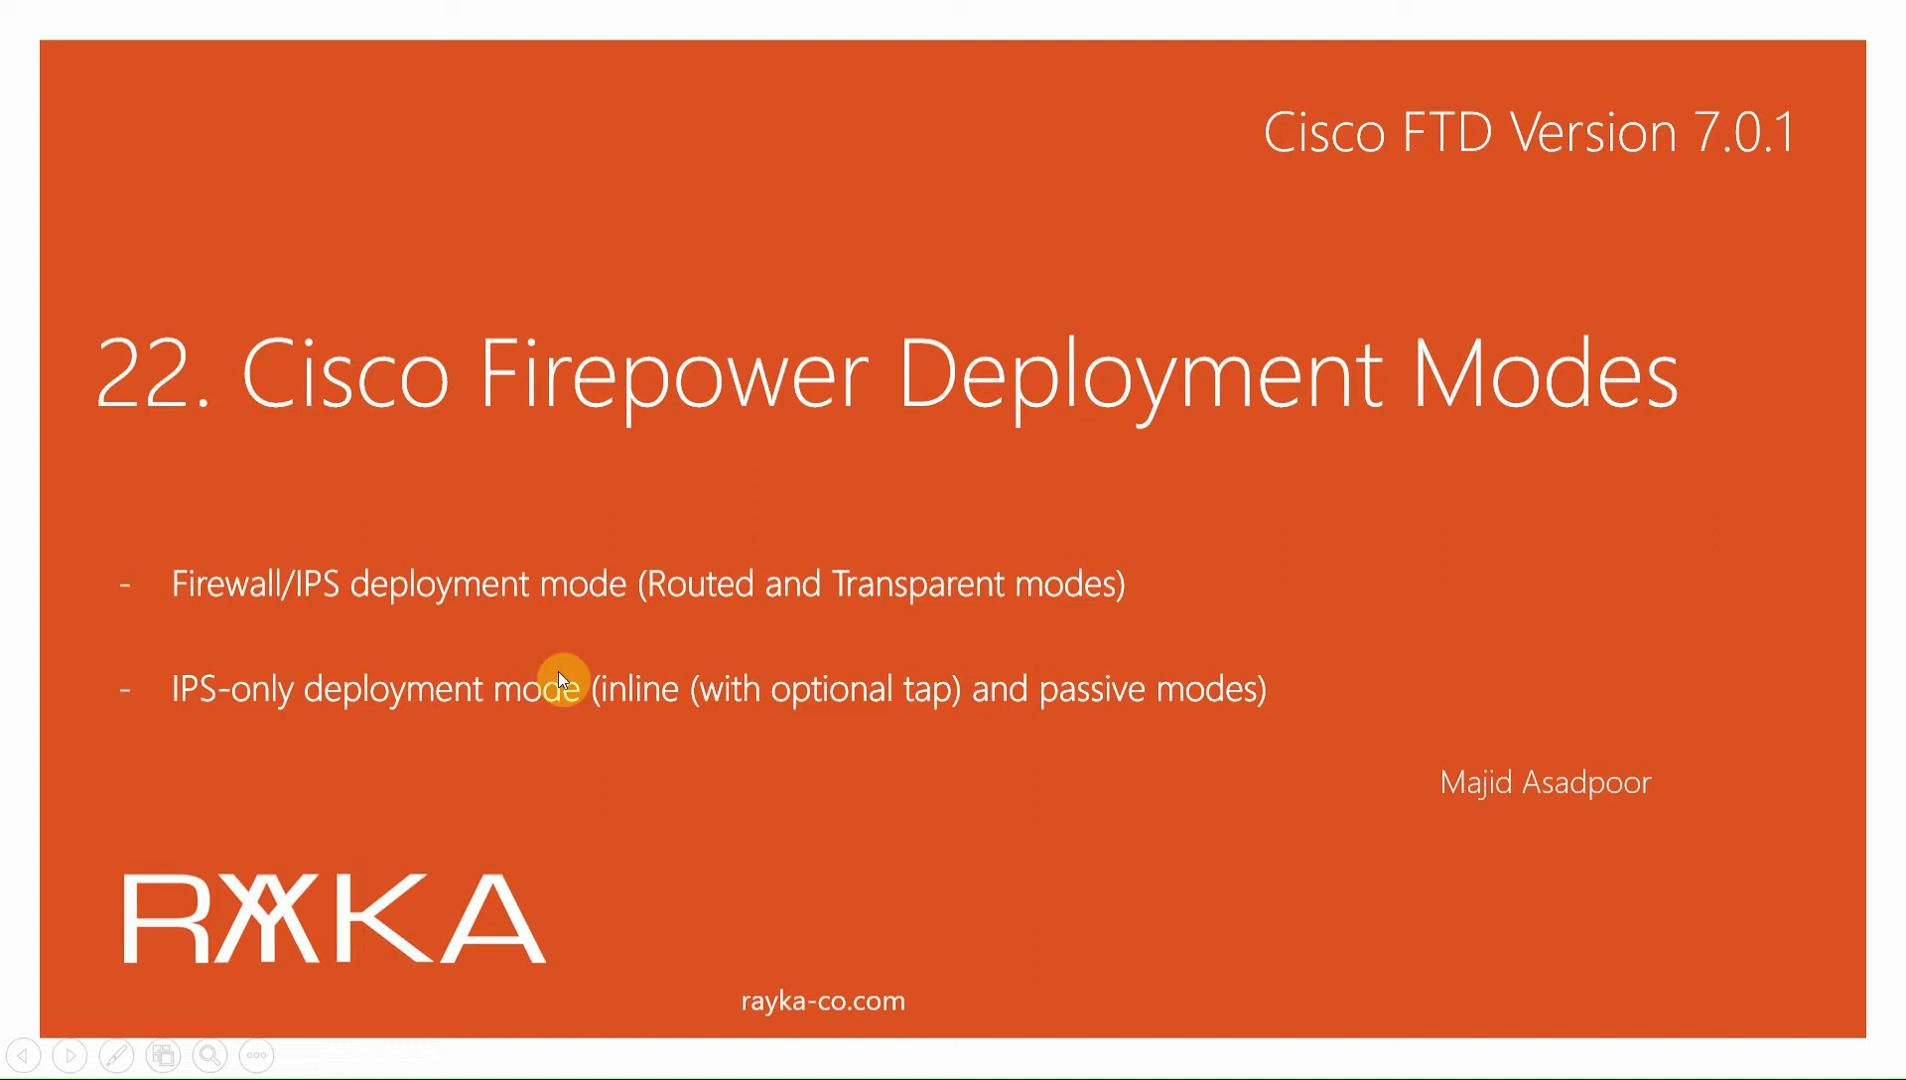 Cisco FTD Version 7.0.1
22. Cisco Firepower Deployment Modes
- Firewall/IPS deployment mode (Routed and Transparent modes)
- IPS-only deployment mode (inline (with optional tap) and passive modes)
Majid Asadpoor
RAYKA
rayka-co.com